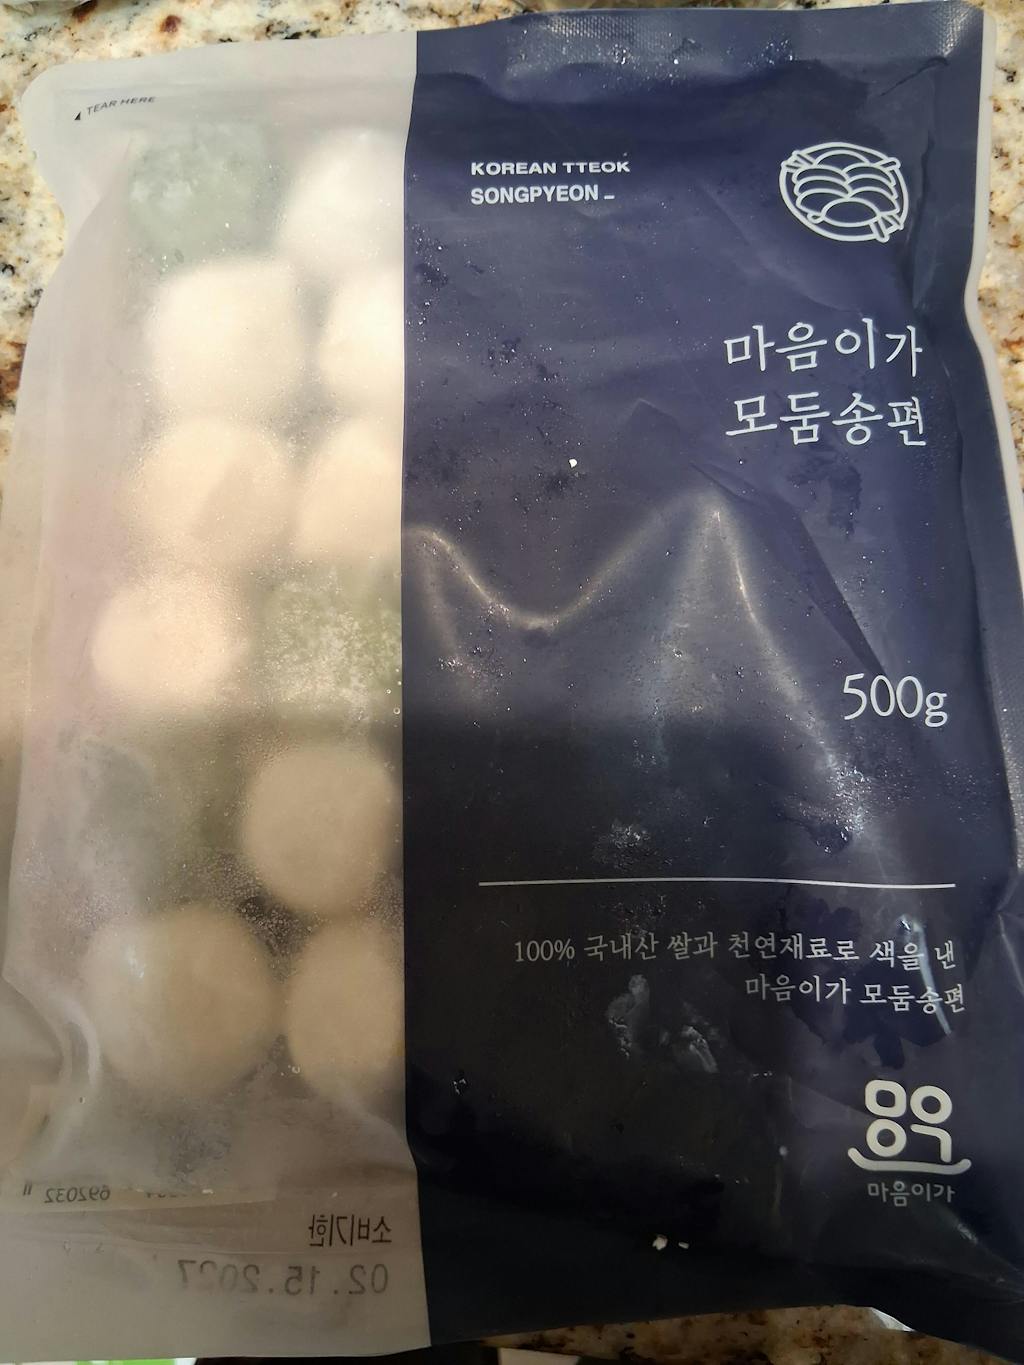 TEAR HERE
KOREAN TTEOK
SONGPYEON
마음이가
모둠송편
500g
100% 국내산 쌀과 천연재료로 색을 낸
마음이가 모둠송편
마음이가
692032
소비기한
02.15.2027